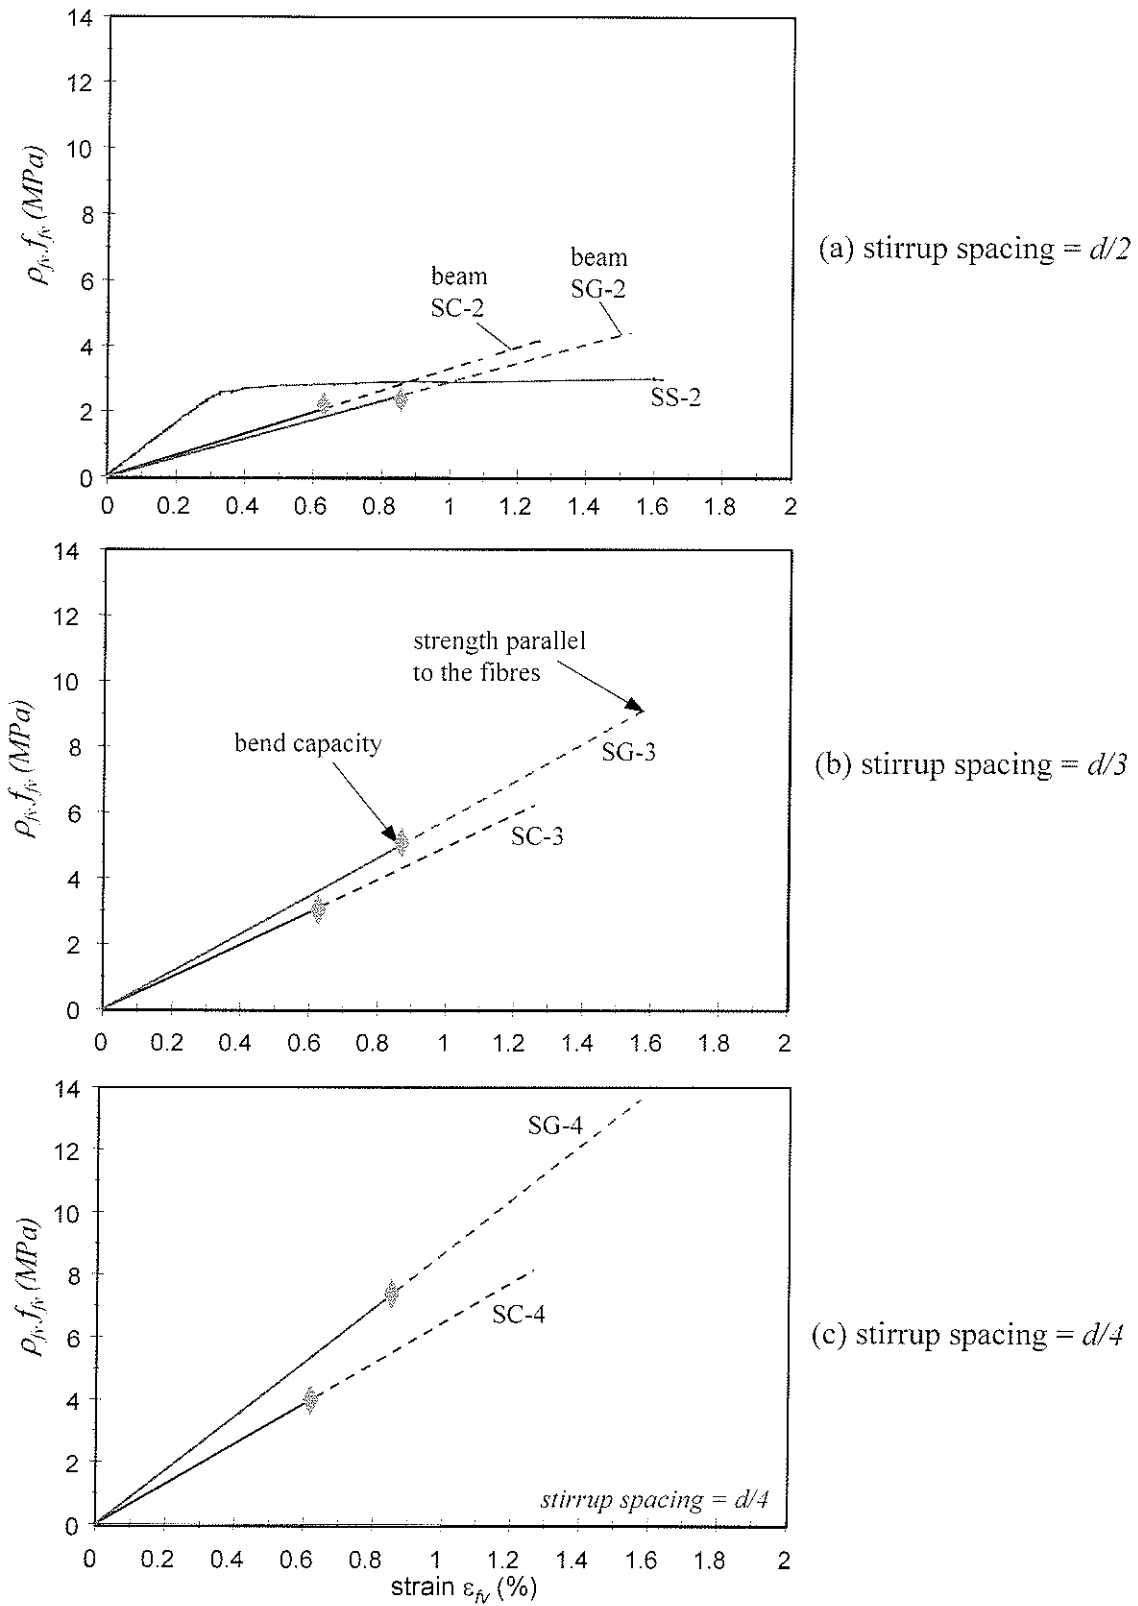 14
12
10
8
6
4
2
0
ρfv.ffv (MPa)
beam
SC-2
beam
SG-2
SS-2
0 0.2 0.4 0.6 0.8 1 1.2 1.4 1.6 1.8 2
(a) stirrup spacing = d/2
14
12
10
8
6
4
2
0
ρfv.ffv (MPa)
strength parallel
to the fibres
bend capacity
SG-3
SC-3
0 0.2 0.4 0.6 0.8 1 1.2 1.4 1.6 1.8 2
(b) stirrup spacing = d/3
14
12
10
8
6
4
2
0
ρfv.ffv (MPa)
SG-4
SC-4
stirrup spacing = d/4
0 0.2 0.4 0.6 0.8 1 1.2 1.4 1.6 1.8 2
strain εfv (%)
(c) stirrup spacing = d/4